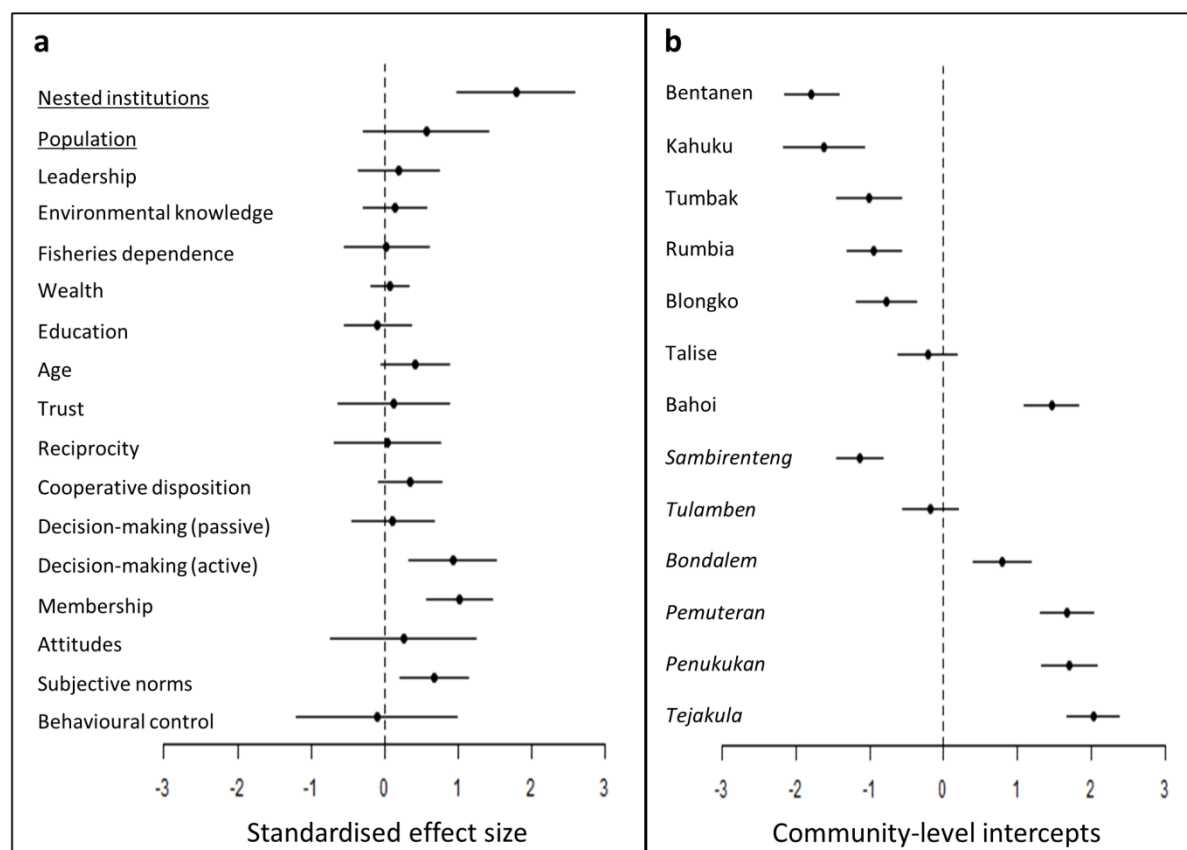 a
Nested institutions
Population
Leadership
Environmental knowledge
Fisheries dependence
Wealth
Education
Age
Trust
Reciprocity
Cooperative disposition
Decision-making (passive)
Decision-making (active)
Membership
Attitudes
Subjective norms
Behavioural control
-3 -2 -1 0 1 2 3
Standardised effect size
b
Bentanen
Kahuku
Tumbak
Rumbia
Blongko
Talise
Bahoi
Sambirenteng
Tulamben
Bondalem
Pemuteran
Penukukan
Tejakula
-3 -2 -1 0 1 2 3
Community-level intercepts